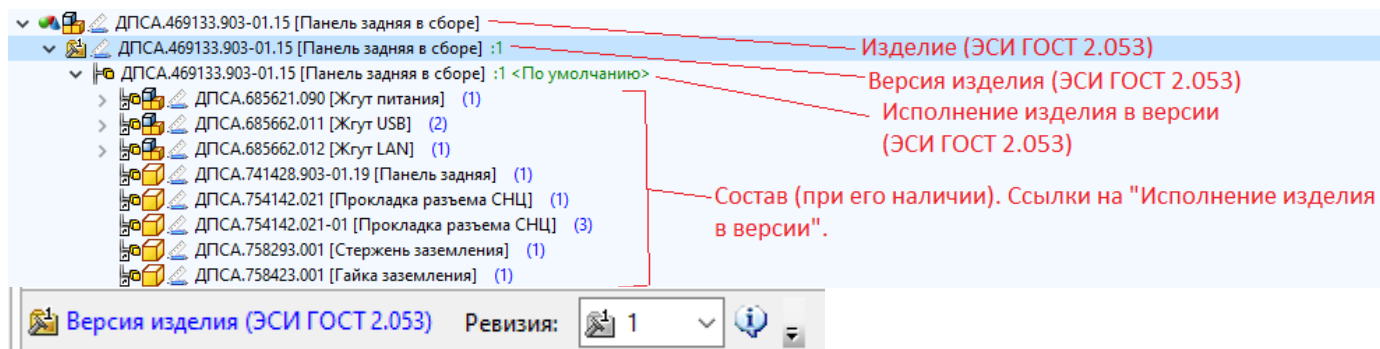 ДПСА.469133.903-01.15 [Панель задняя в сборе]
ДПСА.469133.903-01.15 [Панель задняя в сборе] :1
Изделие (ЭСИ ГОСТ 2.053)
ДПСА.469133.903-01.15 [Панель задняя в сборе] :1 <По умолчанию>
Версия изделия (ЭСИ ГОСТ 2.053)
ДПСА.685621.090 [Жгут питания] (1)
Исполнение изделия в версии
ДПСА.685662.011 [Жгут USB] (2)
(ЭСИ ГОСТ 2.053)
ДПСА.685662.012 [Жгут LAN] (1)
ДПСА.741428.903-01.19 [Панель задняя] (1)
Состав (при его наличии). Ссылки на "Исполнение изделия
ДПСА.754142.021 [Прокладка разъема СНЦ] (1)
в версии".
ДПСА.754142.021-01 [Прокладка разъема СНЦ] (3)
ДПСА.758293.001 [Стержень заземления] (1)
ДПСА.758423.001 [Гайка заземления] (1)
Версия изделия (ЭСИ ГОСТ 2.053) Ревизия: 1